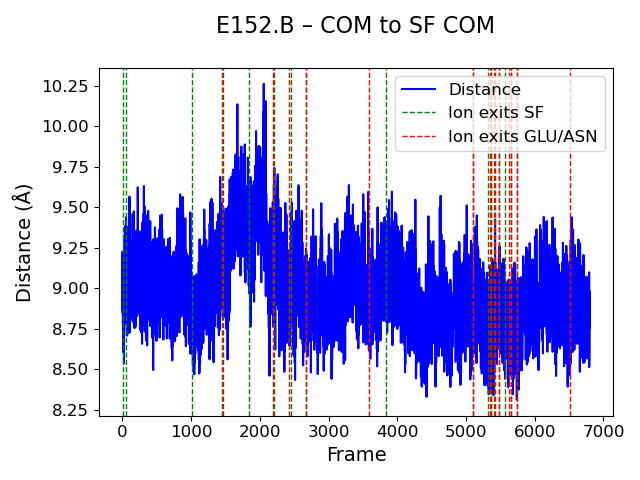 E152.B – COM to SF COM
Distance (Å)
10.25
10.00
9.75
9.50
9.25
9.00
8.75
8.50
8.25
Distance
Ion exits SF
Ion exits GLU/ASN
0 1000 2000 3000 4000 5000 6000 7000
Frame